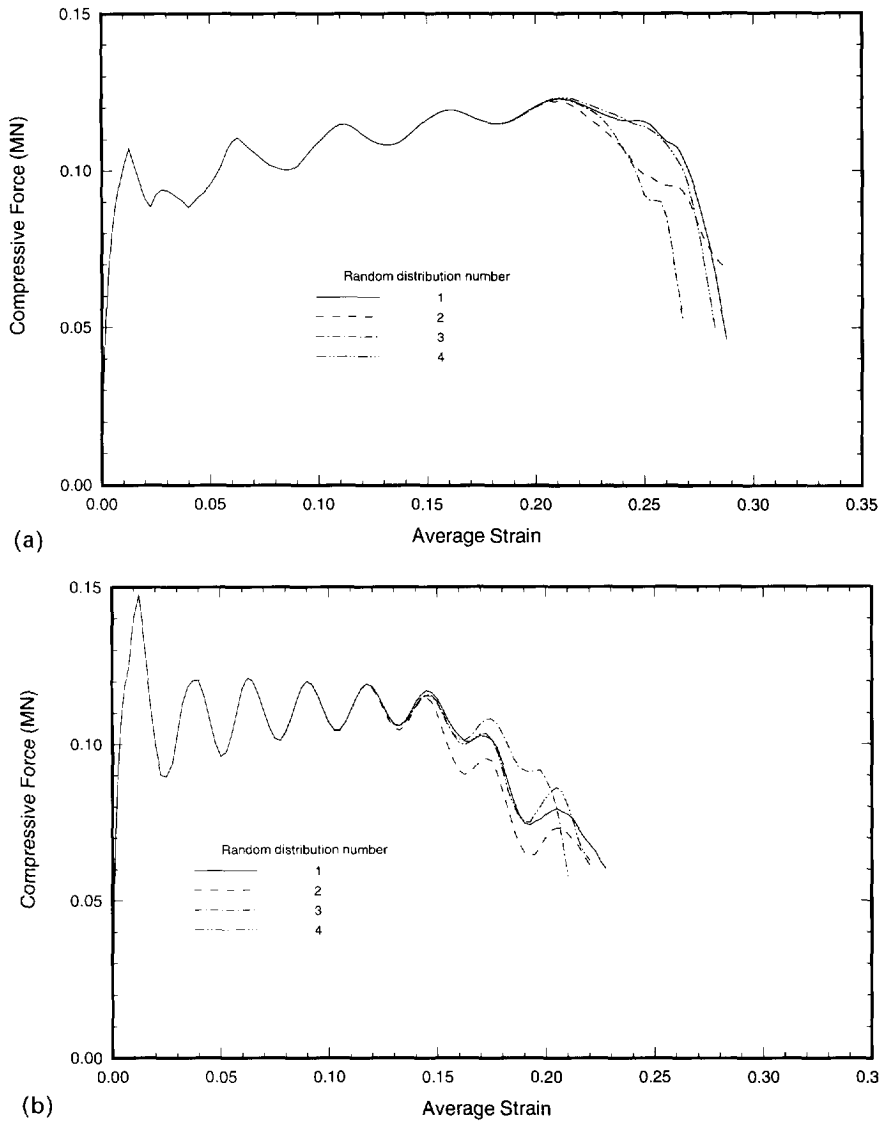 0.15
0.10
0.05
0.00
Compressive Force (MN)
Random distribution number
1
2
3
4
0.00 0.05 0.10 0.15 0.20 0.25 0.30 0.35
Average Strain
(a)
0.15
0.10
0.05
0.00
Compressive Force (MN)
Random distribution number
1
2
3
4
0.00 0.05 0.10 0.15 0.20 0.25 0.30 0.3
Average Strain
(b)